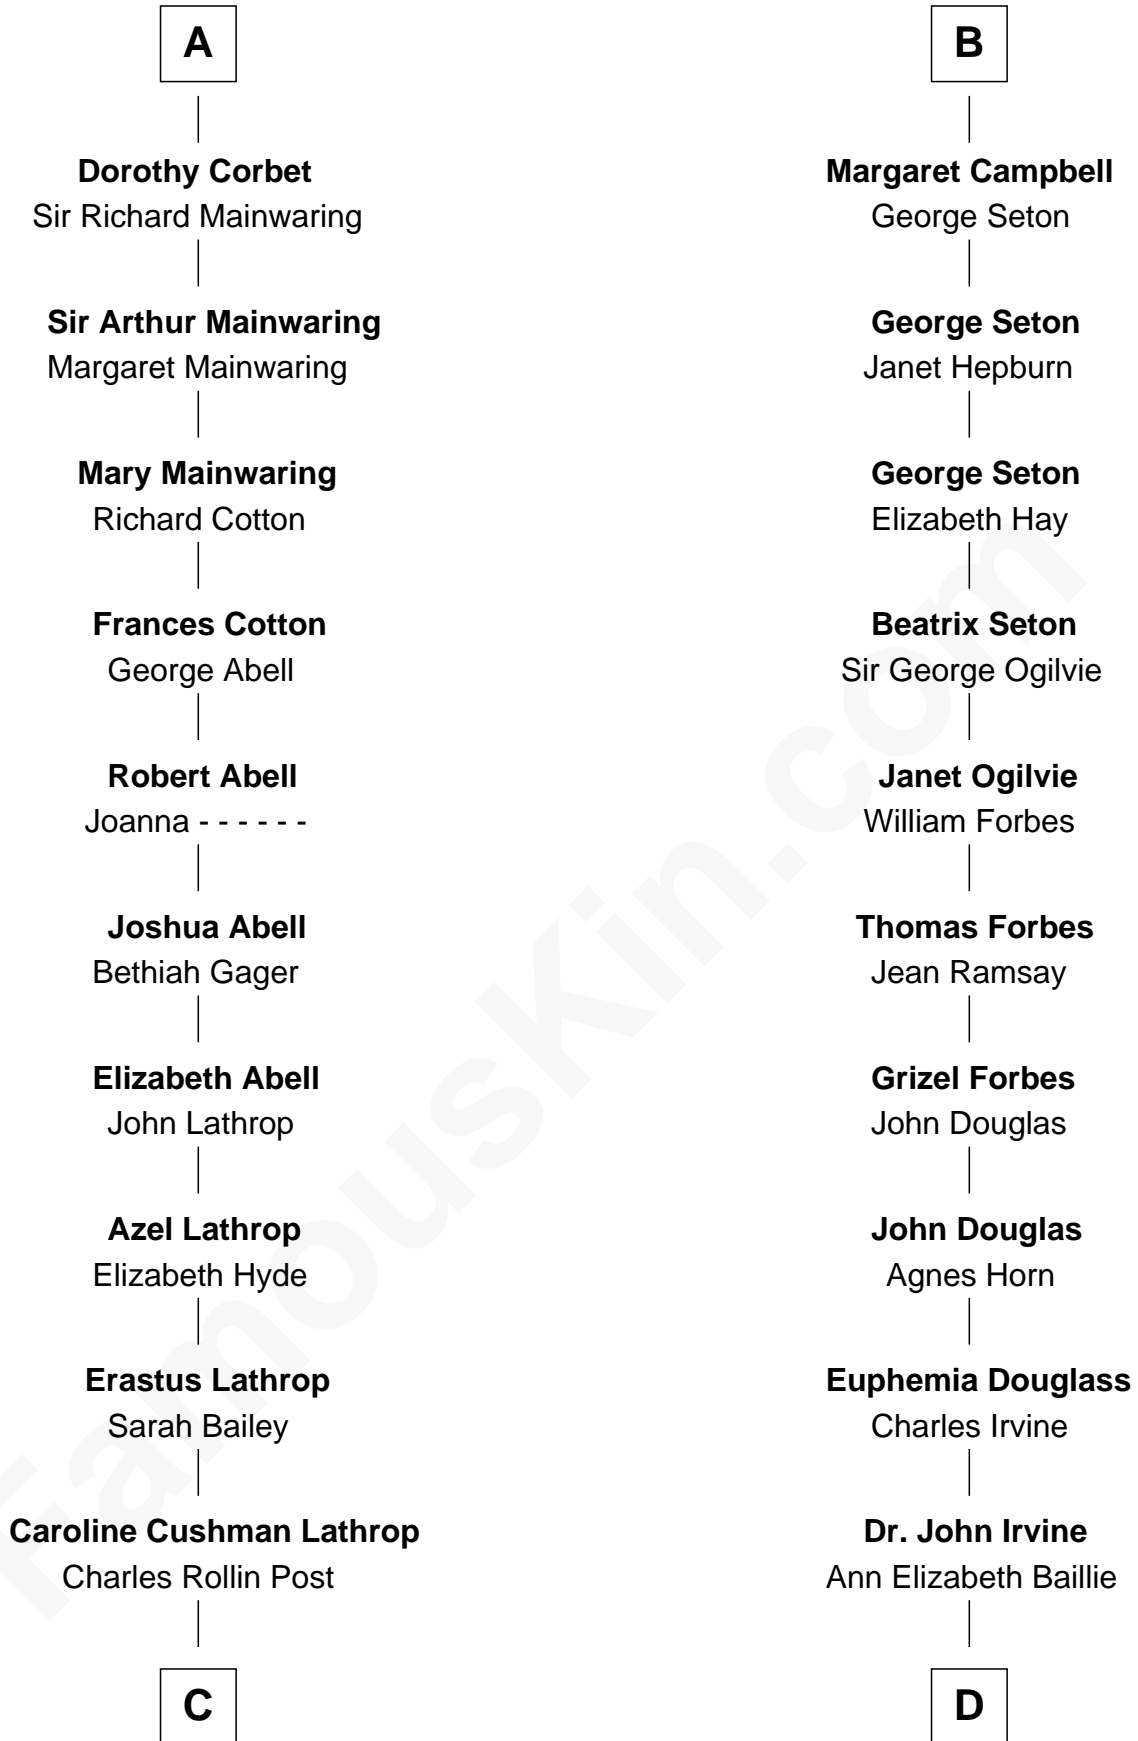 A
Dorothy Corbet
Sir Richard Mainwaring
Sir Arthur Mainwaring
Margaret Mainwaring
Mary Mainwaring
Richard Cotton
Frances Cotton
George Abell
Robert Abell
Joanna - - - - - -
Joshua Abell
Bethiah Gager
Elizabeth Abell
John Lathrop
Azel Lathrop
Elizabeth Hyde
Erastus Lathrop
Sarah Bailey
Caroline Cushman Lathrop
Charles Rollin Post
C
B
Margaret Campbell
George Seton
George Seton
Janet Hepburn
George Seton
Elizabeth Hay
Beatrix Seton
Sir George Ogilvie
Janet Ogilvie
William Forbes
Thomas Forbes
Jean Ramsay
Grizel Forbes
John Douglas
John Douglas
Agnes Horn
Euphemia Douglass
Charles Irvine
Dr. John Irvine
Ann Elizabeth Baillie
D
FamousKin.com